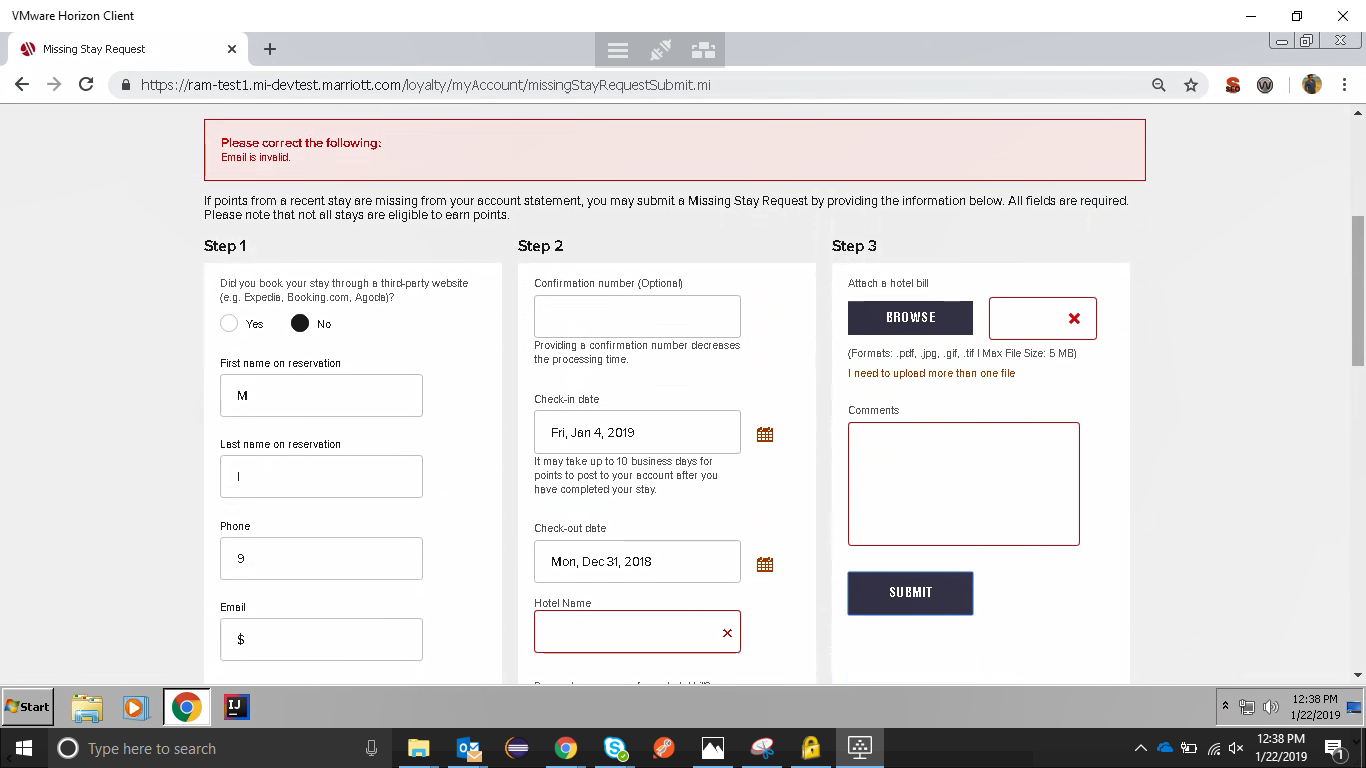 VMware Horizon Client
Missing Stay Request
https://ram-test1.mi-devtest.marriott.com/loyalty/myAccount/missingStayRequestSubmit.mi
Please correct the following:
Email is invalid.
If points from a recent stay are missing from your account statement, you may submit a Missing Stay Request by providing the information below. All fields are required.
Please note that not all stays are eligible to earn points.
Step 1
Did you book your stay through a third-party website
(e.g. Expedia, Booking.com, Agoda)?
Yes No
First name on reservation
M
Last name on reservation
I
Phone
9
Email
$
Step 2
Confirmation number (Optional)
Providing a confirmation number decreases
the processing time.
Check-in date
Fri, Jan 4, 2019
It may take up to 10 business days for
points to post to your account after you
have completed your stay.
Check-out date
Mon, Dec 31, 2018
Hotel Name
Step 3
Attach a hotel bill
BROWSE
(Formats: .pdf, .jpg, .gif, .tif | Max File Size: 5 MB)
I need to upload more than one file
Comments
SUBMIT
Start
IJ
12:38 PM
1/22/2019
Type here to search
12:38 PM
1/22/2019
1